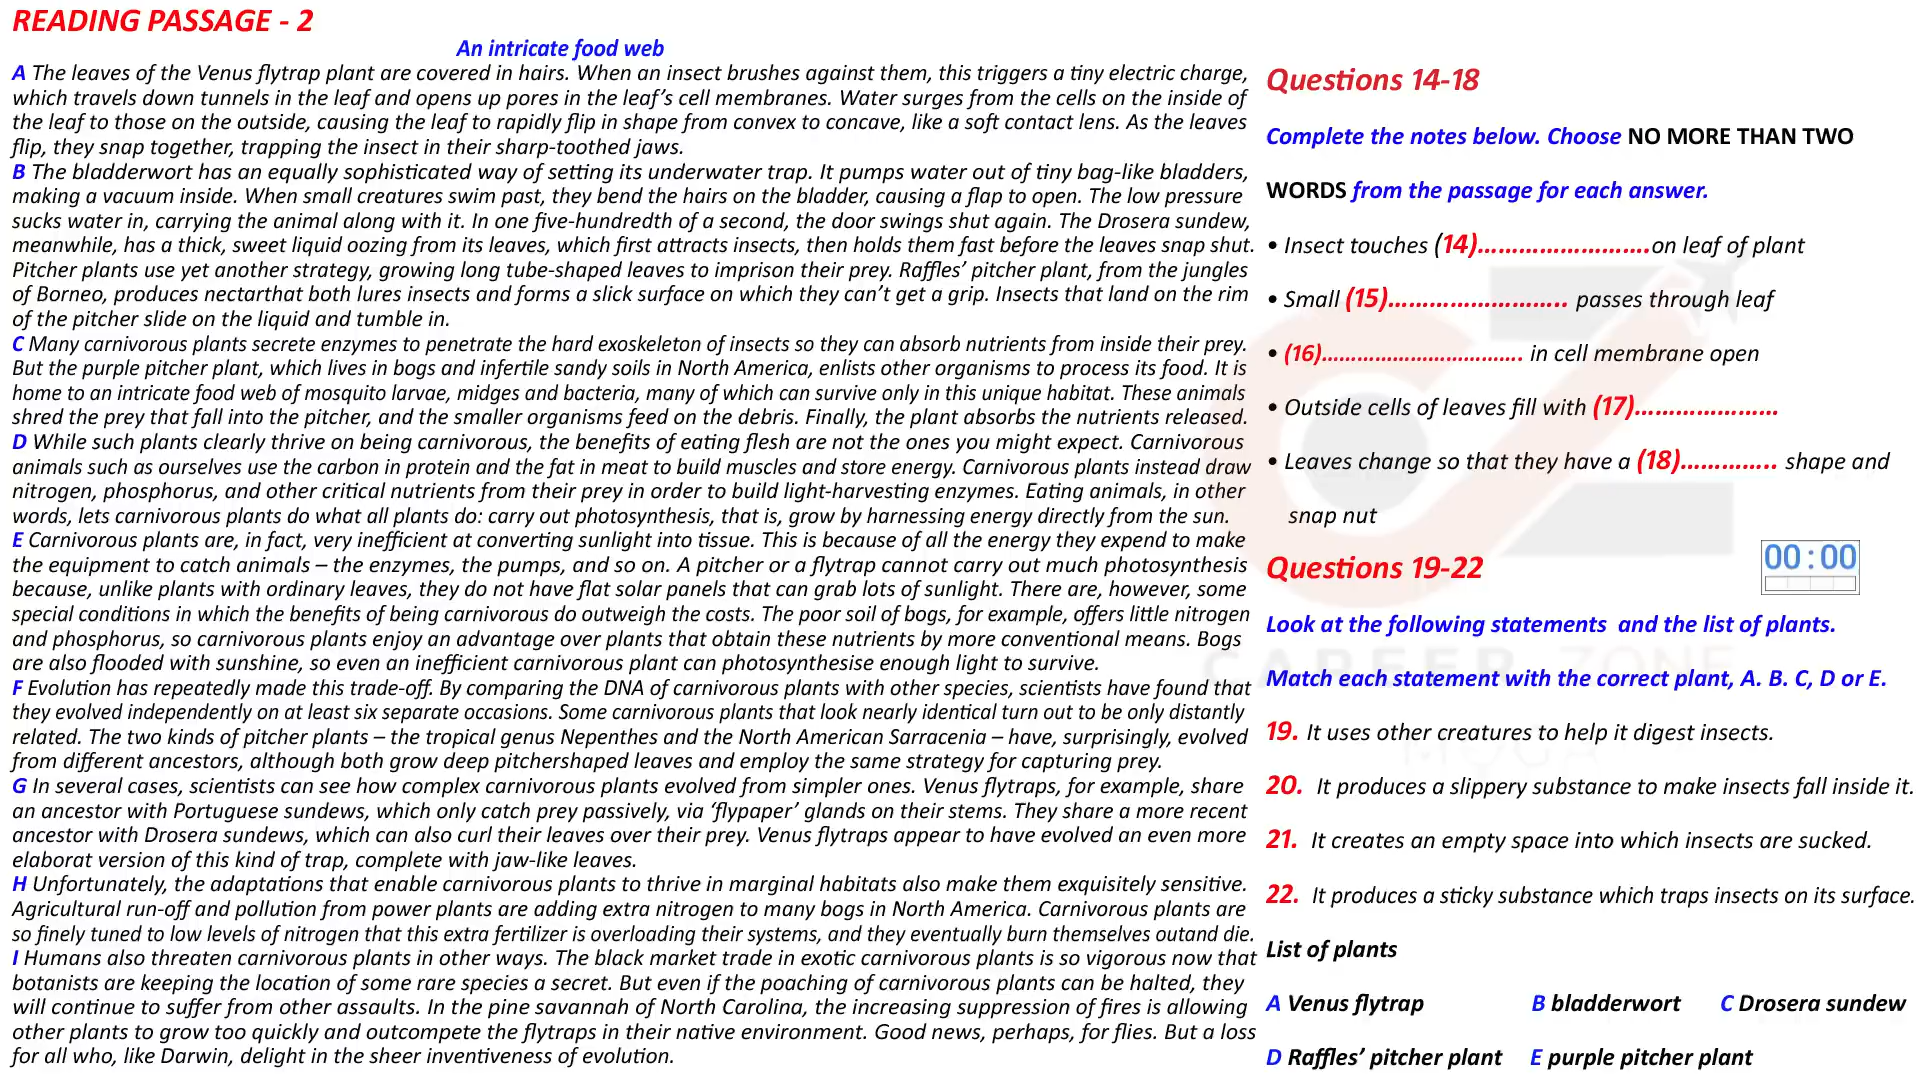 READING PASSAGE - 2
An intricate food web
A The leaves of the Venus flytrap plant are covered in hairs. When an insect brushes against them, this triggers a tiny electric charge,
which travels down tunnels in the leaf and opens up pores in the leaf's cell membranes. Water surges from the cells on the inside of
the leaf to those on the outside, causing the leaf to rapidly flip in shape from convex to concave, like a soft contact lens. As the leaves
flip, they snap together, trapping the insect in their sharp-toothed jaws.
B The bladderwort has an equally sophisticated way of setting its underwater trap. It pumps water out of tiny bag-like bladders,
making a vacuum inside. When small creatures swim past, they bend the hairs on the bladder, causing a flap to open. The low pressure
sucks water in, carrying the animal along with it. In one five-hundredth of a second, the door swings shut again. The Drosera sundew,
meanwhile, has a thick, sweet liquid oozing from its leaves, which first attracts insects, then holds them fast before the leaves snap shut.
Pitcher plants use yet another strategy, growing long tube-shaped leaves to imprison their prey. Raffles' pitcher plant, from the jungles
of Borneo, produces nectarthat both lures insects and forms a slick surface on which they can't get a grip. Insects that land on the rim
of the pitcher slide on the liquid and tumble in.
C Many carnivorous plants secrete enzymes to penetrate the hard exoskeleton of insects so they can absorb nutrients from inside their prey.
But the purple pitcher plant, which lives in bogs and infertile sandy soils in North America, enlists other organisms to process its food. It is
home to an intricate food web of mosquito larvae, midges and bacteria, many of which can survive only in this unique habitat. These animals
shred the prey that fall into the pitcher, and the smaller organisms feed on the debris. Finally, the plant absorbs the nutrients released.
D While such plants clearly thrive on being carnivorous, the benefits of eating flesh are not the ones you might expect. Carnivorous
animals such as ourselves use the carbon in protein and the fat in meat to build muscles and store energy. Carnivorous plants instead draw
nitrogen, phosphorus, and other critical nutrients from their prey in order to build light-harvesting enzymes. Eating animals, in other
words, lets carnivorous plants do what all plants do: carry out photosynthesis, that is, grow by harnessing energy directly from the sun.
E Carnivorous plants are, in fact, very inefficient at converting sunlight into tissue. This is because of all the energy they expend to make
the equipment to catch animals – the enzymes, the pumps, and so on. A pitcher or a flytrap cannot carry out much photosynthesis
because, unlike plants with ordinary leaves, they do not have flat solar panels that can grab lots of sunlight. There are, however, some
special conditions in which the benefits of being carnivorous do outweigh the costs. The poor soil of bogs, for example, offers little nitrogen
and phosphorus, so carnivorous plants enjoy an advantage over plants that obtain these nutrients by more conventional means. Bogs
are also flooded with sunshine, so even an inefficient carnivorous plant can photosynthesise enough light to survive.
F Evolution has repeatedly made this trade-off. By comparing the DNA of carnivorous plants with other species, scientists have found that
they evolved independently on at least six separate occasions. Some carnivorous plants that look nearly identical turn out to be only distantly
related. The two kinds of pitcher plants – the tropical genus Nepenthes and the North American Sarracenia – have, surprisingly, evolved
from different ancestors, although both grow deep pitchershaped leaves and employ the same strategy for capturing prey.
G In several cases, scientists can see how complex carnivorous plants evolved from simpler ones. Venus flytraps, for example, share
an ancestor with Portuguese sundews, which only catch prey passively, via 'flypaper' glands on their stems. They share a more recent
ancestor with Drosera sundews, which can also curl their leaves over their prey. Venus flytraps appear to have evolved an even more
elaborat version of this kind of trap, complete with jaw-like leaves.
H Unfortunately, the adaptations that enable carnivorous plants to thrive in marginal habitats also make them exquisitely sensitive.
Agricultural run-off and pollution from power plants are adding extra nitrogen to many bogs in North America. Carnivorous plants are
so finely tuned to low levels of nitrogen that this extra fertilizer is overloading their systems, and they eventually burn themselves outand die.
I Humans also threaten carnivorous plants in other ways. The black market trade in exotic carnivorous plants is so vigorous now that
botanists are keeping the location of some rare species a secret. But even if the poaching of carnivorous plants can be halted, they
will continue to suffer from other assaults. In the pine savannah of North Carolina, the increasing suppression of fires is allowing
other plants to grow too quickly and outcompete the flytraps in their native environment. Good news, perhaps, for flies. But a loss
for all who, like Darwin, delight in the sheer inventiveness of evolution.
Questions 14-18
Complete the notes below. Choose NO MORE THAN TWO
WORDS from the passage for each answer.
• Insect touches (14)……………………on leaf of plant
• Small (15)…………………….. passes through leaf
• (16)……………………………. in cell membrane open
• Outside cells of leaves fill with (17)…………………
• Leaves change so that they have a (18)………….. shape and
snap nut
00:00
Questions 19-22
Look at the following statements and the list of plants.
Match each statement with the correct plant, A. B. C, D or E.
19. It uses other creatures to help it digest insects.
20. It produces a slippery substance to make insects fall inside it.
21. It creates an empty space into which insects are sucked.
22. It produces a sticky substance which traps insects on its surface.
List of plants
A Venus flytrap B bladderwort C Drosera sundew
D Raffles' pitcher plant E purple pitcher plant
CAREER ZONE
MOGA